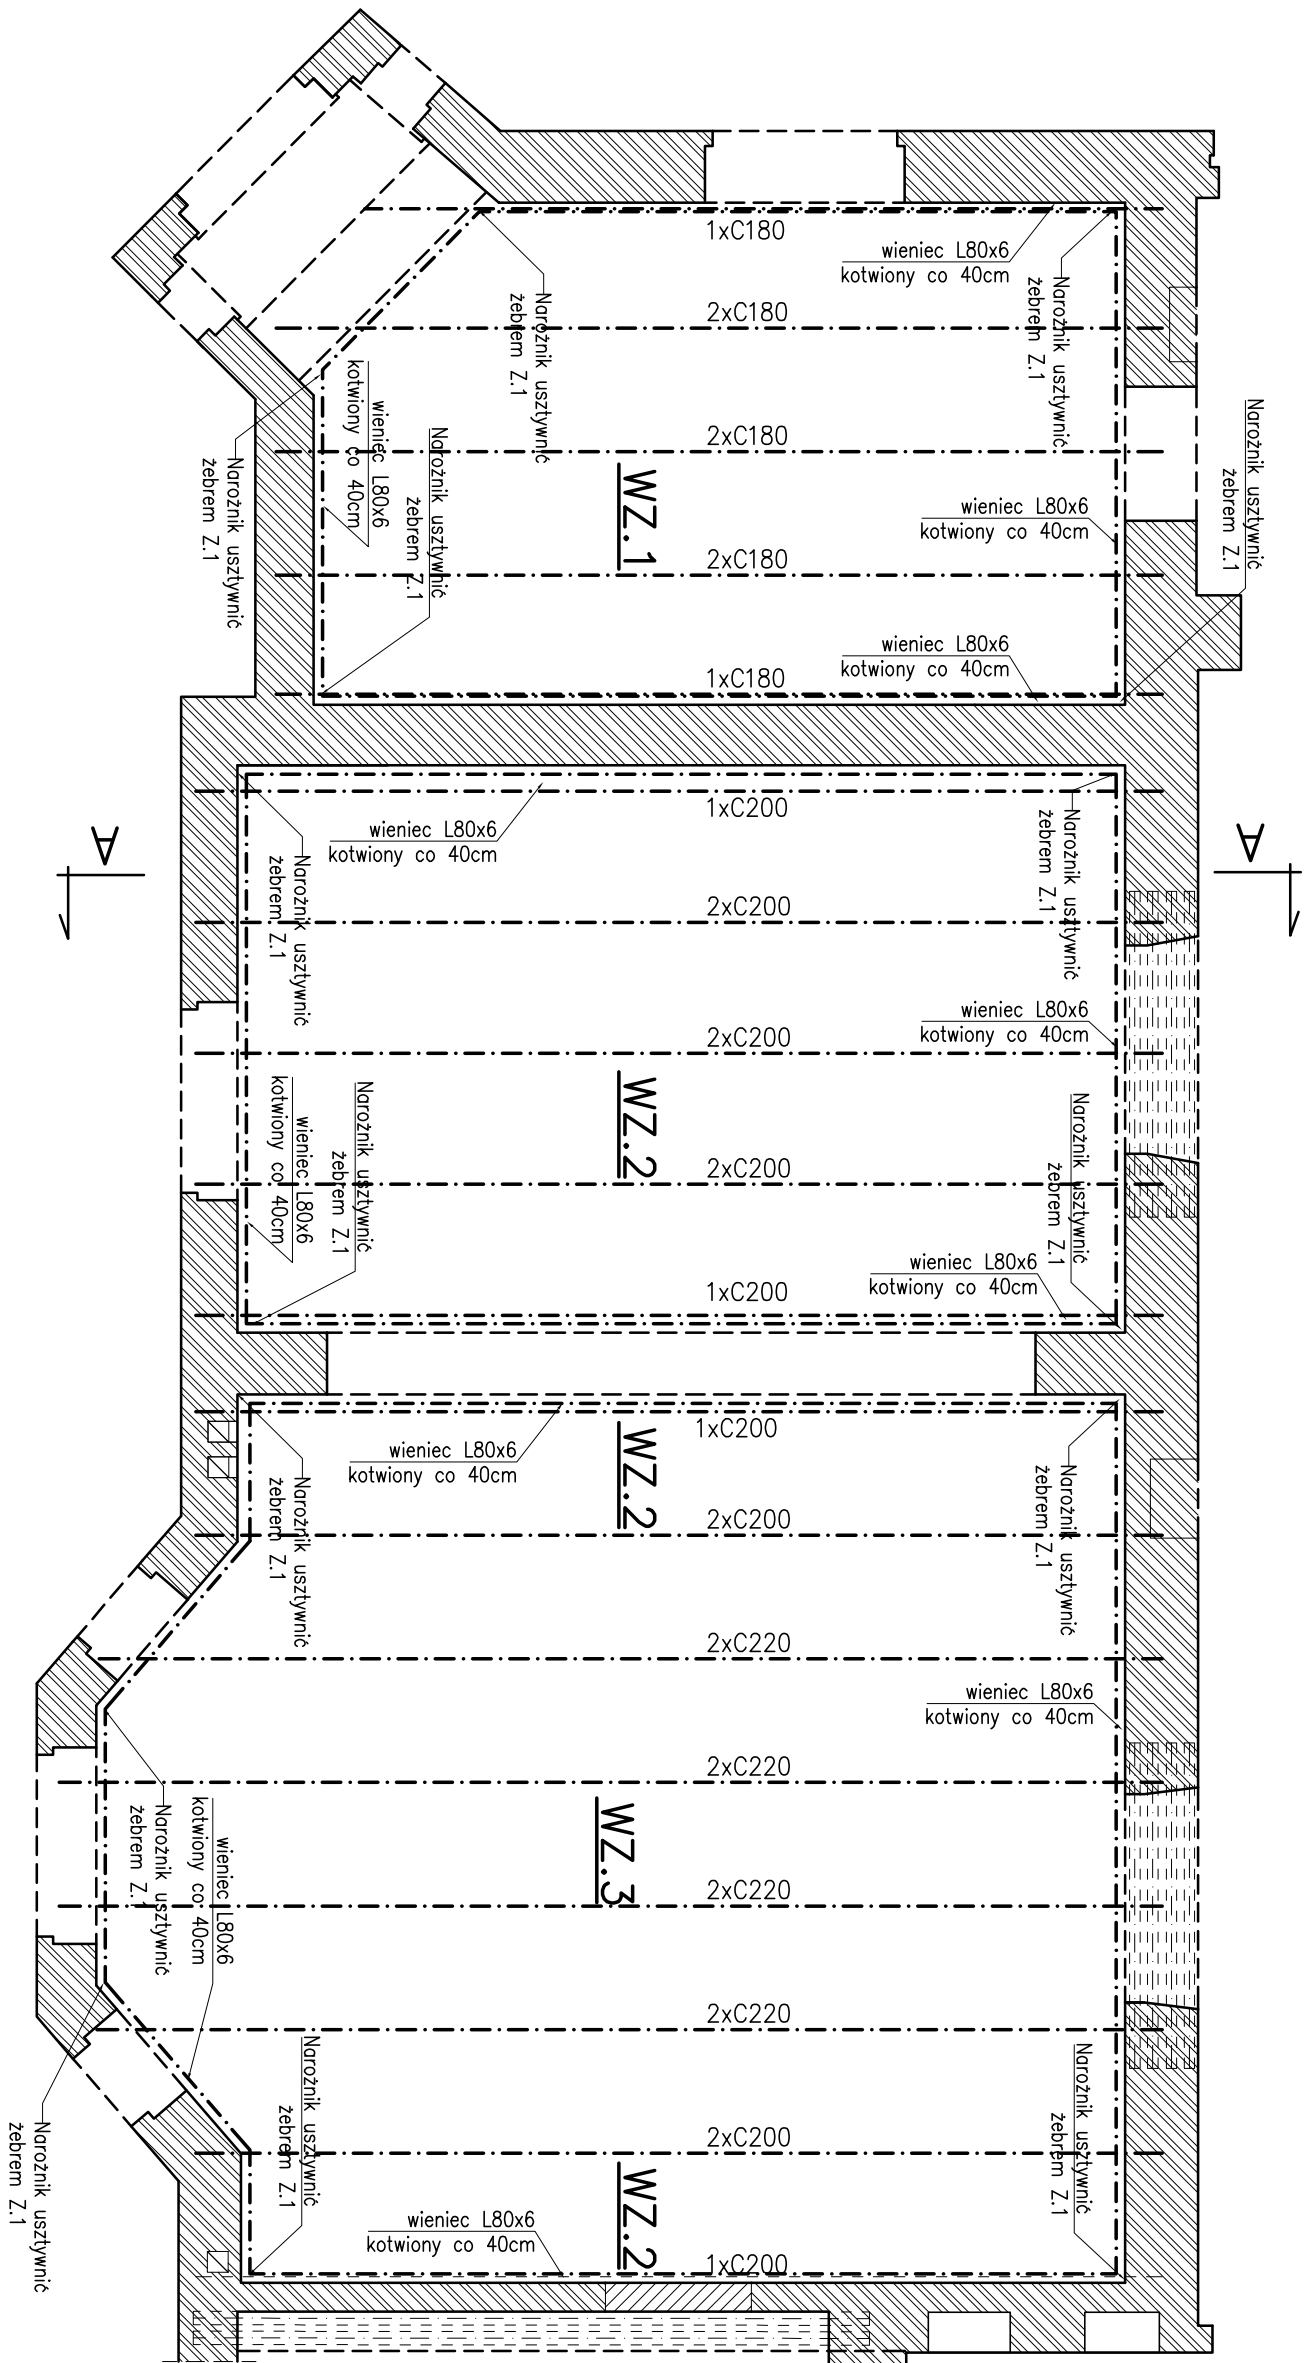 1xC180
wieniec L80x6
kotwiony co 40cm
Narożnik usztywnić
żebrem Z.1
Narożnik usztywnić
żebrem Z.1
2xC180
wieniec L80x6
kotwiony co 40cm
Narożnik usztywnić
żebrem Z.1
Narożnik usztywnić
żebrem Z.1
2xC180
Narożnik usztywnić
żebrem Z.1
WZ.1
wieniec L80x6
kotwiony co 40cm
2xC180
wieniec L80x6
kotwiony co 40cm
1xC180
1xC200
wieniec L80x6
kotwiony co 40cm
Narożnik usztywnić
żebrem Z.1
A
A
Narożnik usztywnić
żebrem Z.1
2xC200
wieniec L80x6
kotwiony co 40cm
2xC200
wieniec L80x6
kotwiony co 40cm
Narożnik usztywnić
żebrem Z.1
WZ.2
Narożnik usztywnić
żebrem Z.1
2xC200
wieniec L80x6
kotwiony co 40cm
1xC200
1xC200
wieniec L80x6
kotwiony co 40cm
WZ.2
Narożnik usztywnić
żebrem Z.1
Narożnik usztywnić
żebrem Z.1
2xC200
2xC220
wieniec L80x6
kotwiony co 40cm
2xC220
Narożnik usztywnić
żebrem Z.1
wieniec L80x6
kotwiony co 40cm
WZ.3
2xC220
2xC220
Narożnik usztywnić
żebrem Z.1
Narożnik usztywnić
żebrem Z.1
Narożnik usztywnić
żebrem Z.1
2xC200
WZ.2
wieniec L80x6
kotwiony co 40cm
1xC200